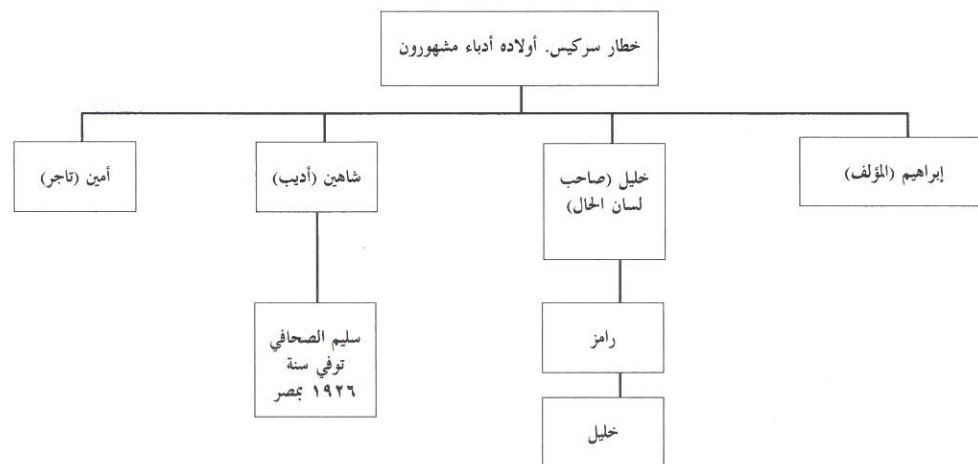 خطار سركيس. أولاده أدباء مشهورون
إبراهيم (المؤلف)
خليل (صاحب
لسان الحال)
شاهين (أديب)
أمين (تاجر)
رامز
سليم الصحافي
توفي سنة
١٩٢٦ بمصر
خليل